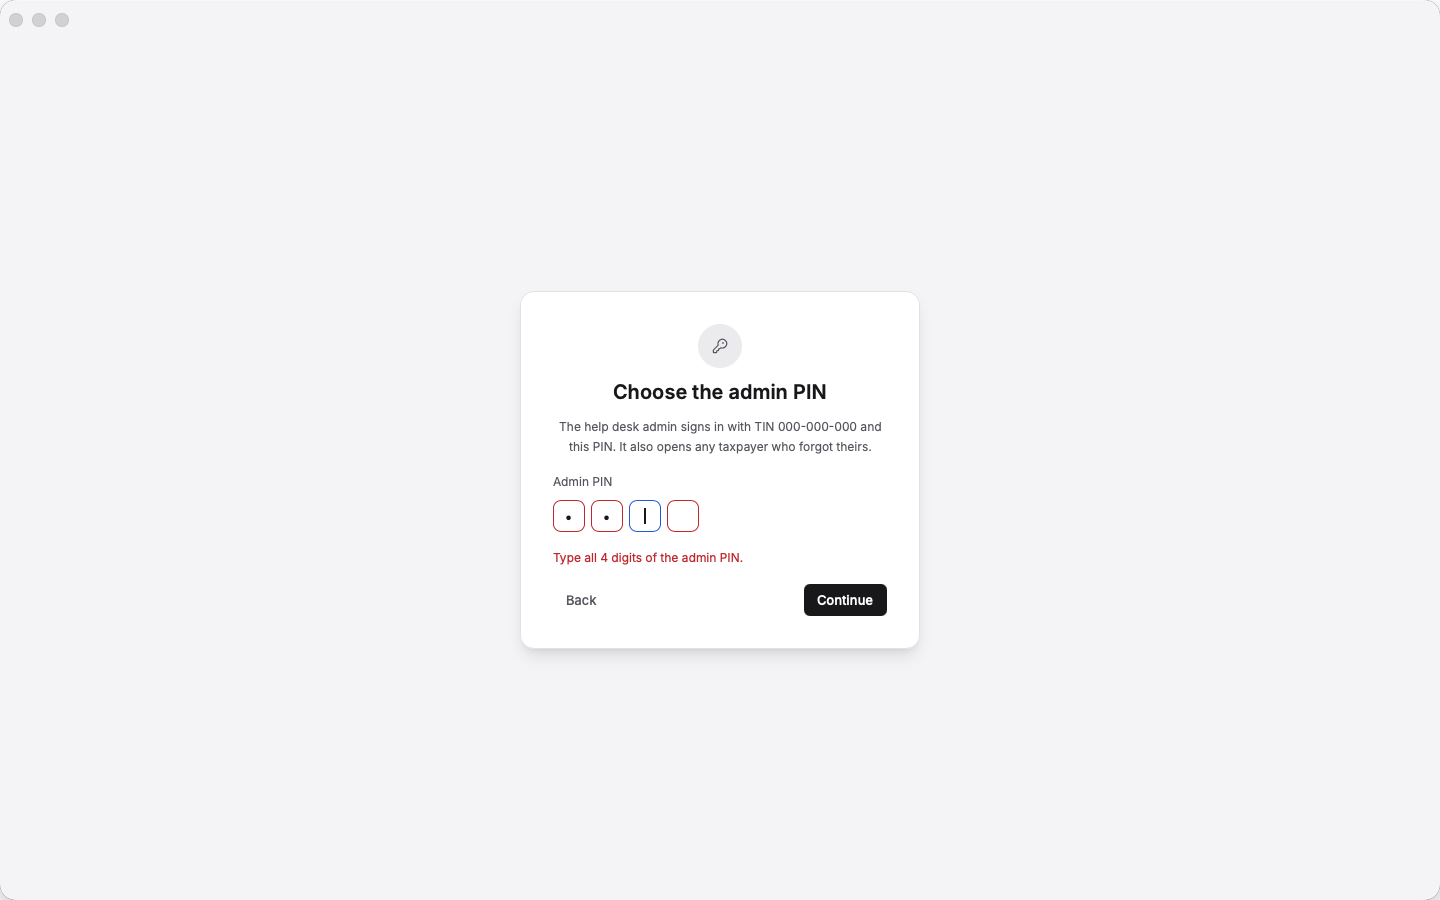 Choose the admin PIN
The help desk admin signs in with TIN 000-000-000 and
this PIN. It also opens any taxpayer who forgot theirs.
Admin PIN
Type all 4 digits of the admin PIN.
Back
Continue